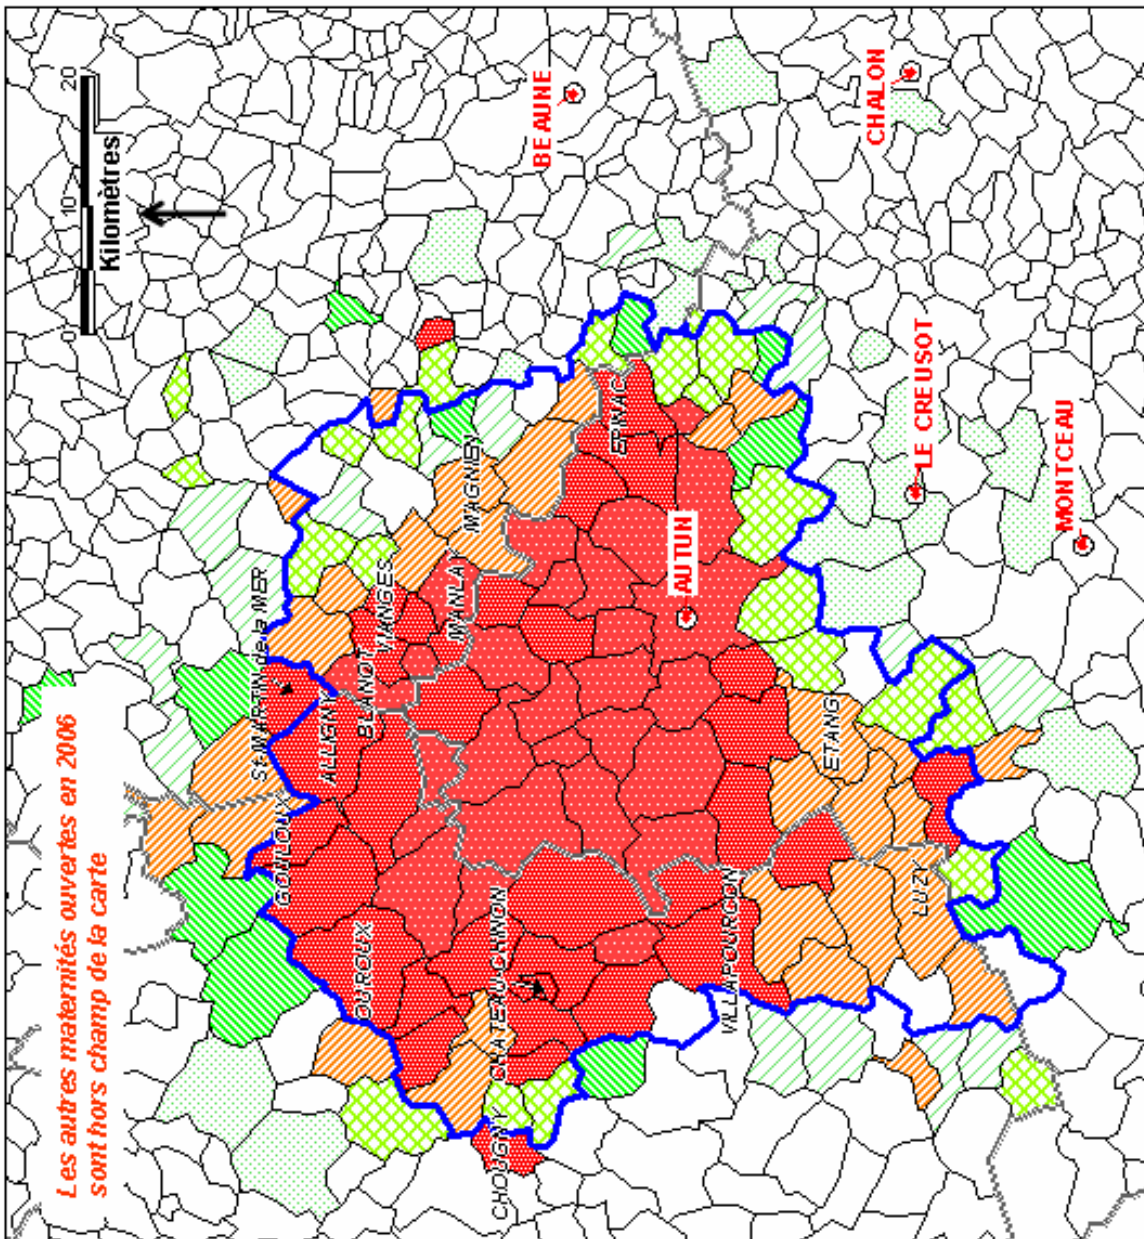 Les autres maternités ouvertes en 2006
sont hors champ de la carte
0 10 20
Kilomètres
St-MARTIN de la MER
GOULOUX
ALLIGNY
BLANOT
VIANGES
MANLAY
MAGNIEN
OUROUX
CHOUGNY
CHATEAU-CHINON
VILLAPOURCON
EPINAC
ETANG
LUZY
AUTUN
BEAUNE
CHALON
LE CREUSOT
MONTCEAU